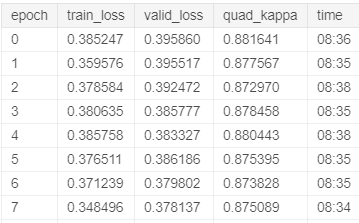 epoch train_loss valid_loss quad_kappa time
0 0.385247 0.395860 0.881641 08:36
1 0.359576 0.395517 0.877567 08:35
2 0.378584 0.392472 0.872970 08:38
3 0.380635 0.385777 0.878458 08:35
4 0.385758 0.383327 0.880443 08:38
5 0.376511 0.386186 0.875395 08:35
6 0.371239 0.379802 0.873828 08:35
7 0.348496 0.378137 0.875089 08:34